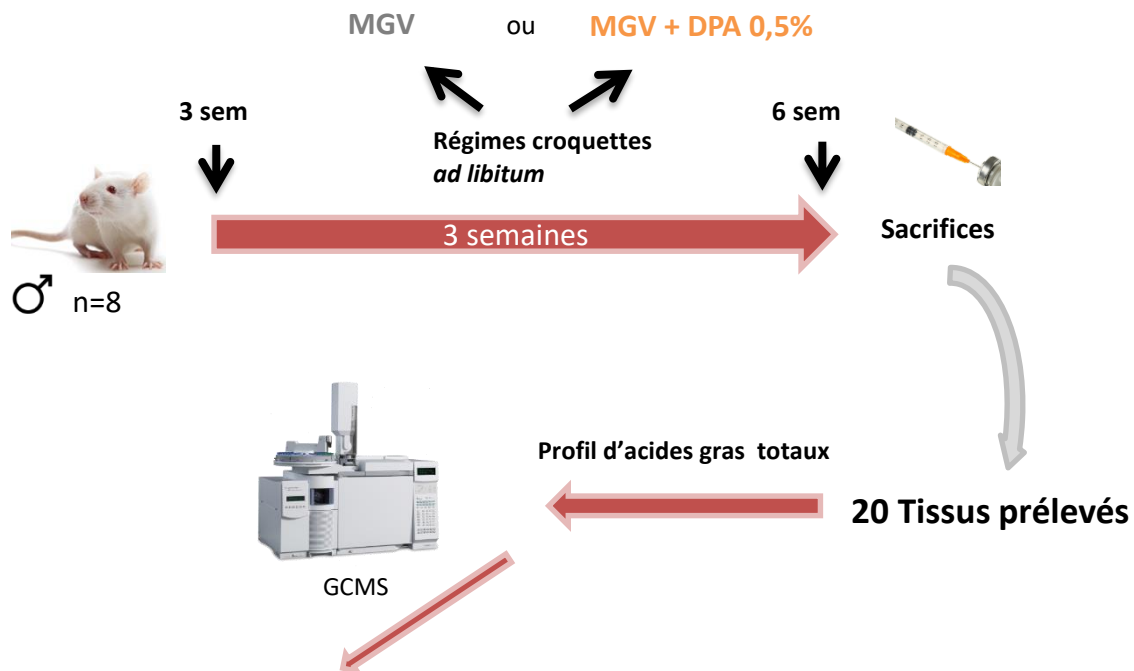 MGV ou MGV + DPA 0,5%
3 sem
6 sem
Régimes croquettes
ad libitum
3 semaines
Sacrifices
n=8
Profil d'acides gras totaux
20 Tissus prélevés
GCMS